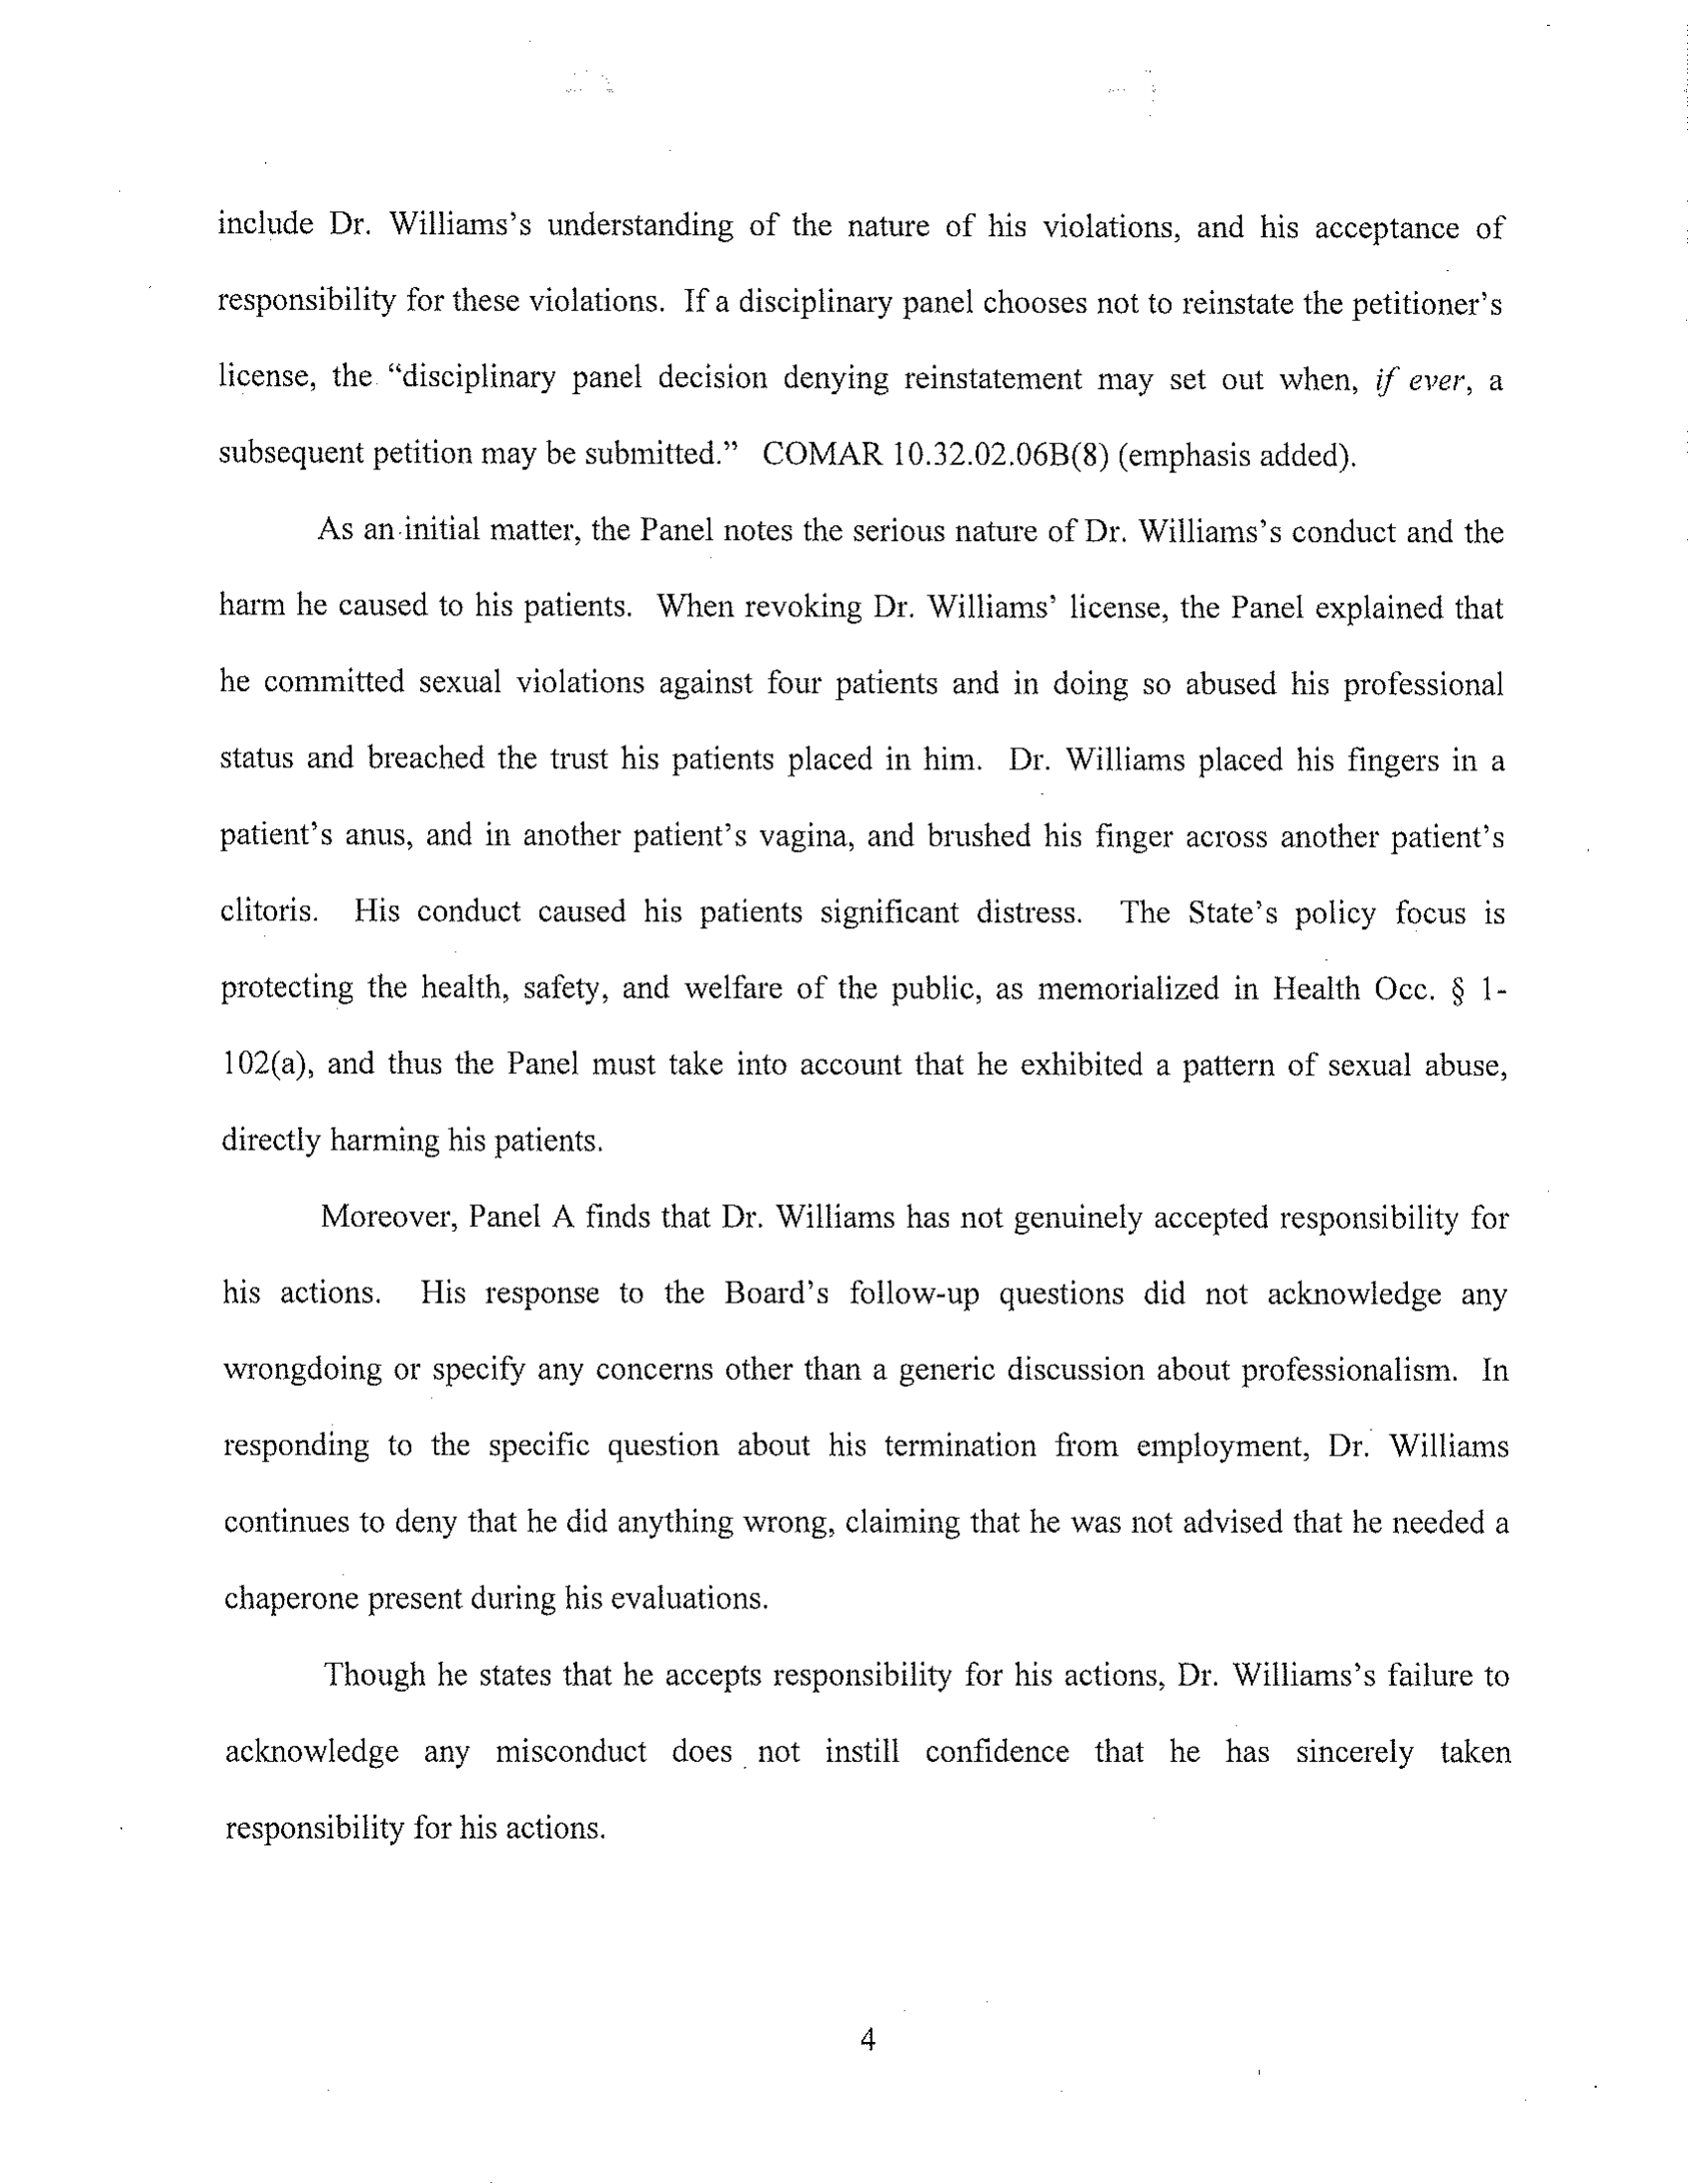 include Dr. Williams’s understanding of the nature of his violations, and his acceptance of
responsibility for these violations. If a disciplinary panel chooses not to reinstate the petitioner’s
license, the “disciplinary panel decision denying reinstatement may set out when, if ever, a
subsequent petition may be submitted.” COMAR 10.32.02.06B(8) (emphasis added).
As an initial matter, the Panel notes the serious nature of Dr. Williams’s conduct and the
harm he caused to his patients. When revoking Dr. Williams’ license, the Panel explained that
he committed sexual violations against four patients and in doing so abused his professional
status and breached the trust his patients placed in him. Dr. Williams placed his fingers in a
patient’s anus, and in another patient’s vagina, and brushed his finger across another patient’s
clitoris. His conduct caused his patients significant distress. The State’s policy focus is
protecting the health, safety, and welfare of the public, as memorialized in Health Occ. § 1-
102(a), and thus the Panel must take into account that he exhibited a pattern of sexual abuse,
directly harming his patients.
Moreover, Panel A finds that Dr. Williams has not genuinely accepted responsibility for
his actions. His response to the Board’s follow-up questions did not acknowledge any
wrongdoing or specify any concerns other than a generic discussion about professionalism. In
responding to the specific question about his termination from employment, Dr. Williams
continues to deny that he did anything wrong, claiming that he was not advised that he needed a
chaperone present during his evaluations.
Though he states that he accepts responsibility for his actions, Dr. Williams’s failure to
acknowledge any misconduct does not instill confidence that he has sincerely taken
responsibility for his actions.
4